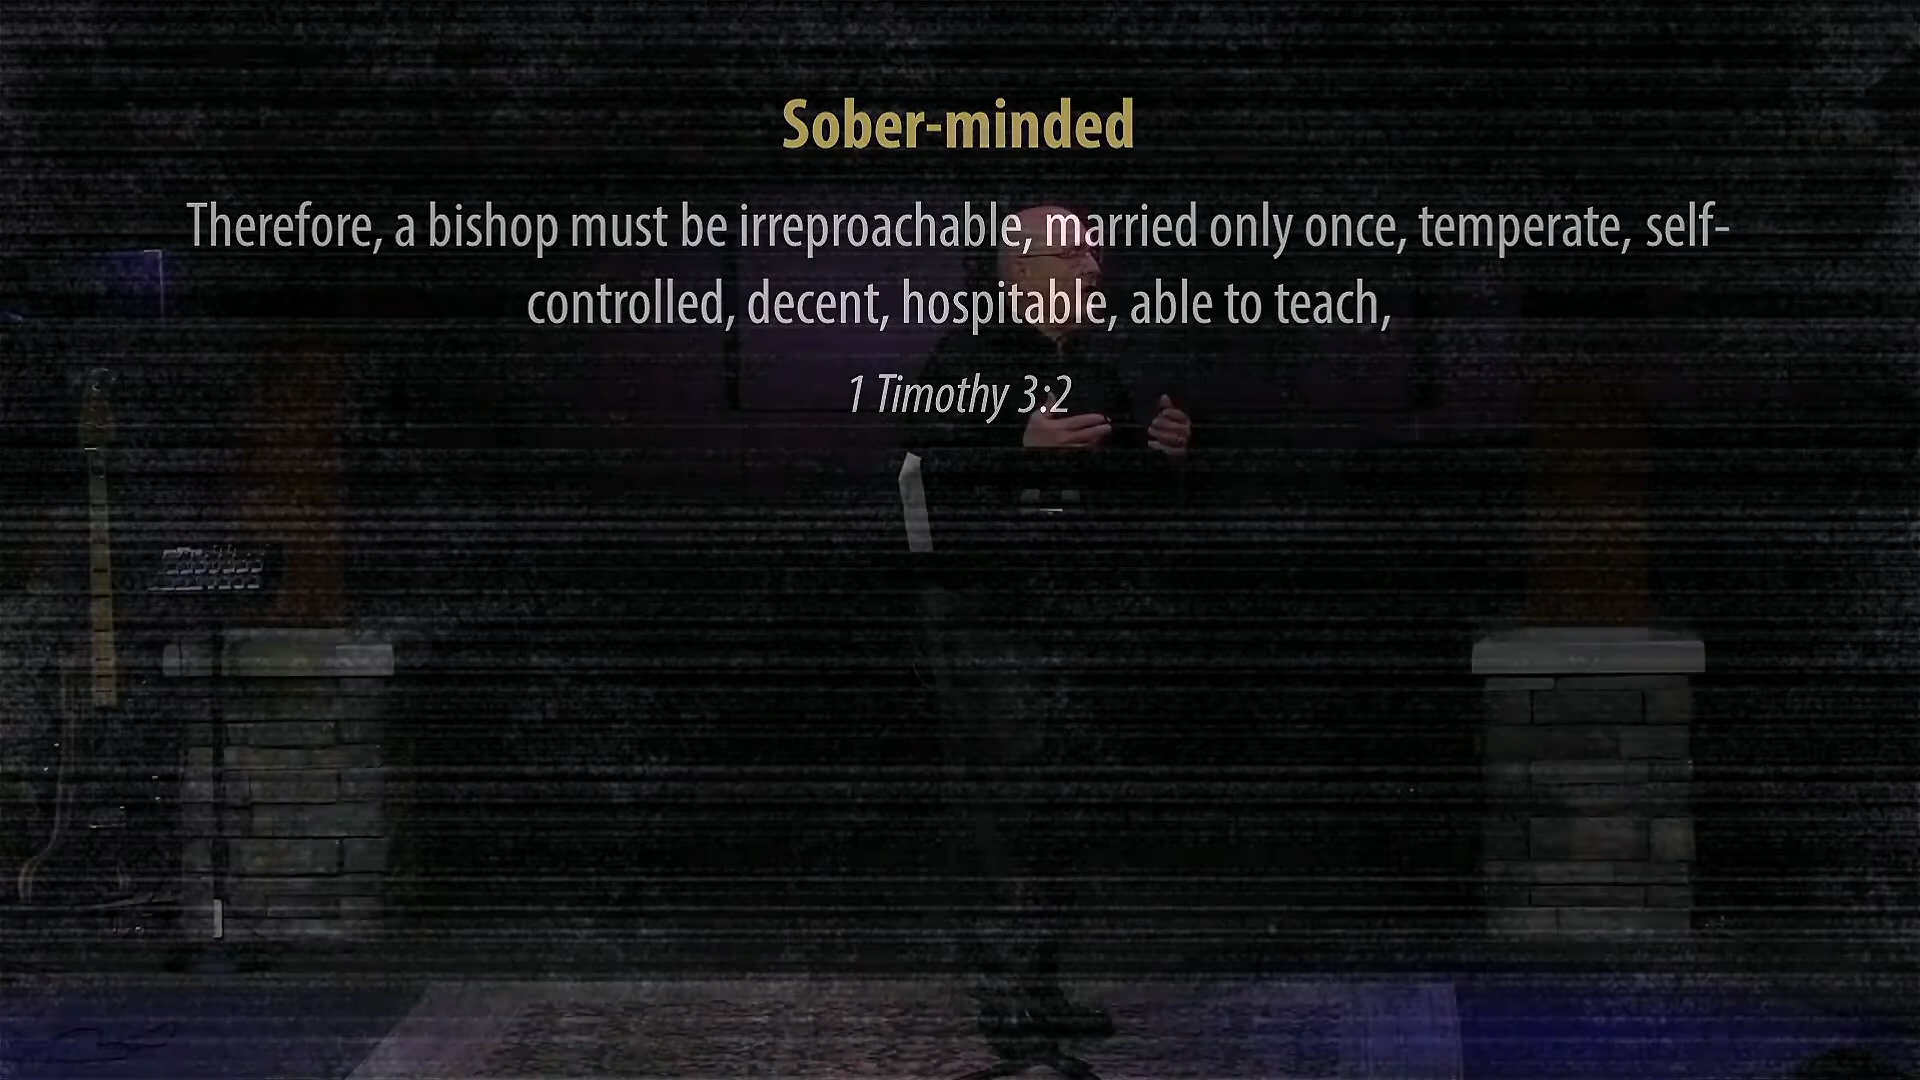 Sober-minded
Therefore, a bishop must be irreproachable, married only once, temperate, self-
controlled, decent, hospitable, able to teach,
1 Timothy 3:2